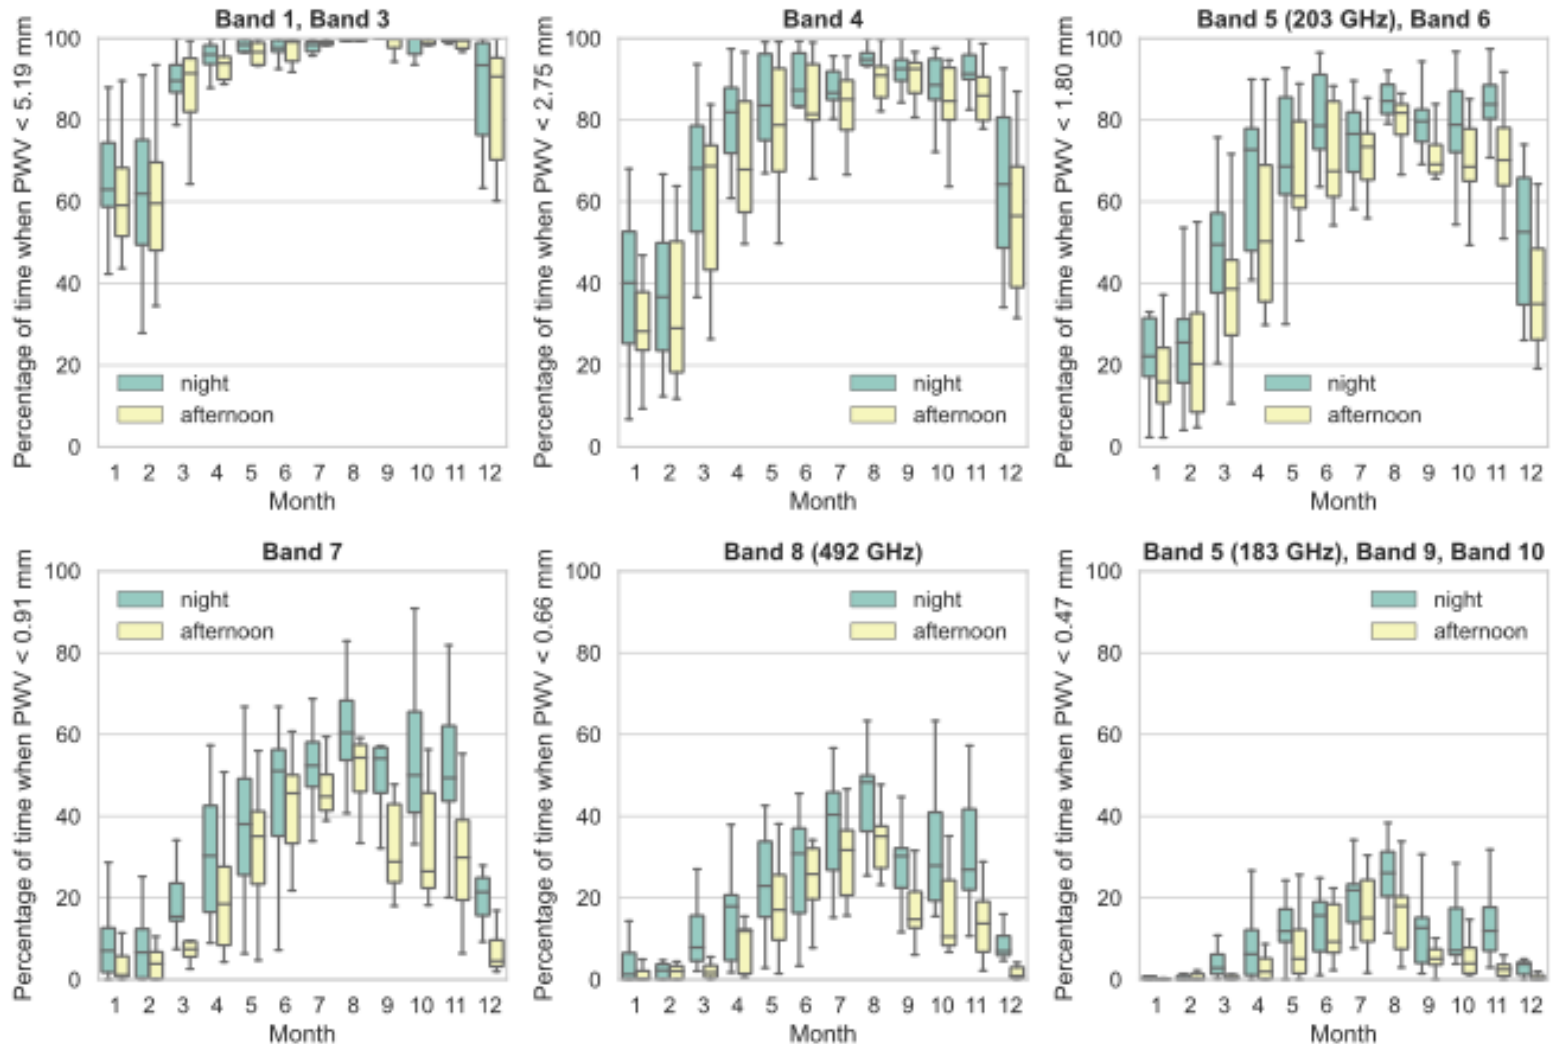 Band 1, Band 3
Percentage of time when PWV < 5.19 mm
100
80
60
40
20
0
night
afternoon
1 2 3 4 5 6 7 8 9 10 11 12
Month
Band 4
Percentage of time when PWV < 2.75 mm
100
80
60
40
20
0
night
afternoon
1 2 3 4 5 6 7 8 9 10 11 12
Month
Band 5 (203 GHz), Band 6
Percentage of time when PWV < 1.80 mm
100
80
60
40
20
0
night
afternoon
1 2 3 4 5 6 7 8 9 10 11 12
Month
Band 7
Percentage of time when PWV < 0.91 mm
100
80
60
40
20
0
night
afternoon
1 2 3 4 5 6 7 8 9 10 11 12
Month
Band 8 (492 GHz)
Percentage of time when PWV < 0.66 mm
100
80
60
40
20
0
night
afternoon
1 2 3 4 5 6 7 8 9 10 11 12
Month
Band 5 (183 GHz), Band 9, Band 10
Percentage of time when PWV < 0.47 mm
100
80
60
40
20
0
night
afternoon
1 2 3 4 5 6 7 8 9 10 11 12
Month